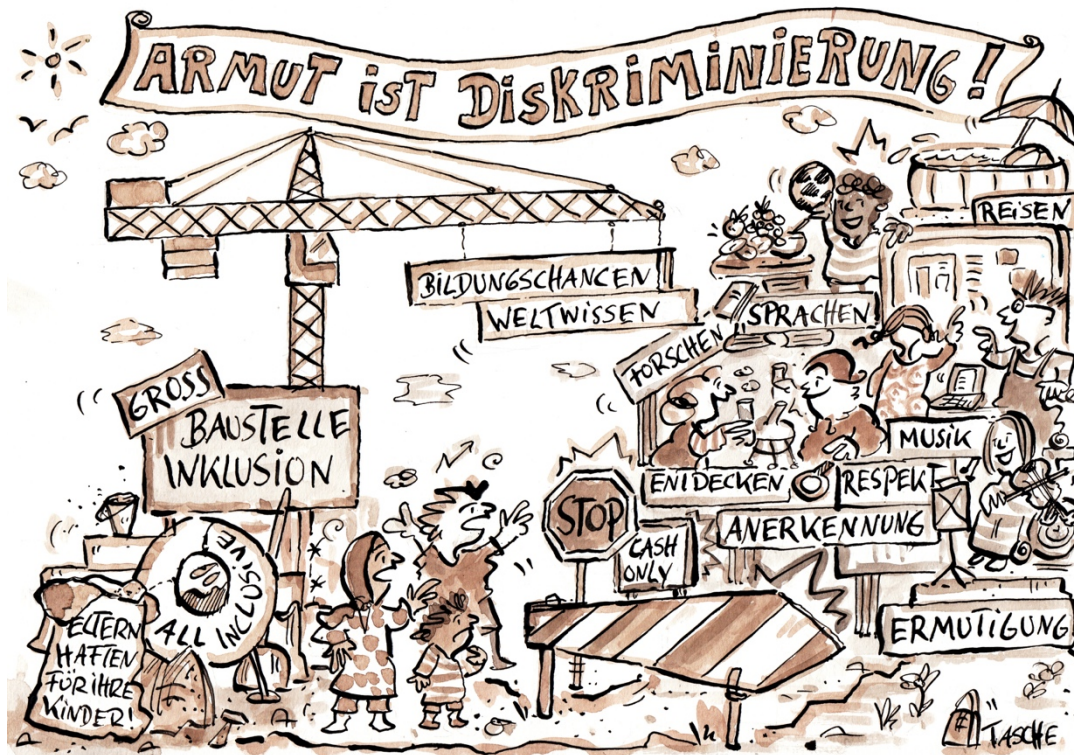 ARMUT iST DiSKRiMiNiERUNG!
REiSEN
BiLDUNGSCHANCEN
WELTWiSSEN
SPRACHEN
FORSCHEN
GROSS
BAUSTELLE
INKLUSION
MUSiK
ENTDECKEN
RESPEKT
STOP
CASH
ONLY
ANERKENNUNG
ALL INCLUSIVE
ELTERN
HAFTEN
FÜR IHRE
KINDER!
ERMUTIGUNG
TÄSCHE